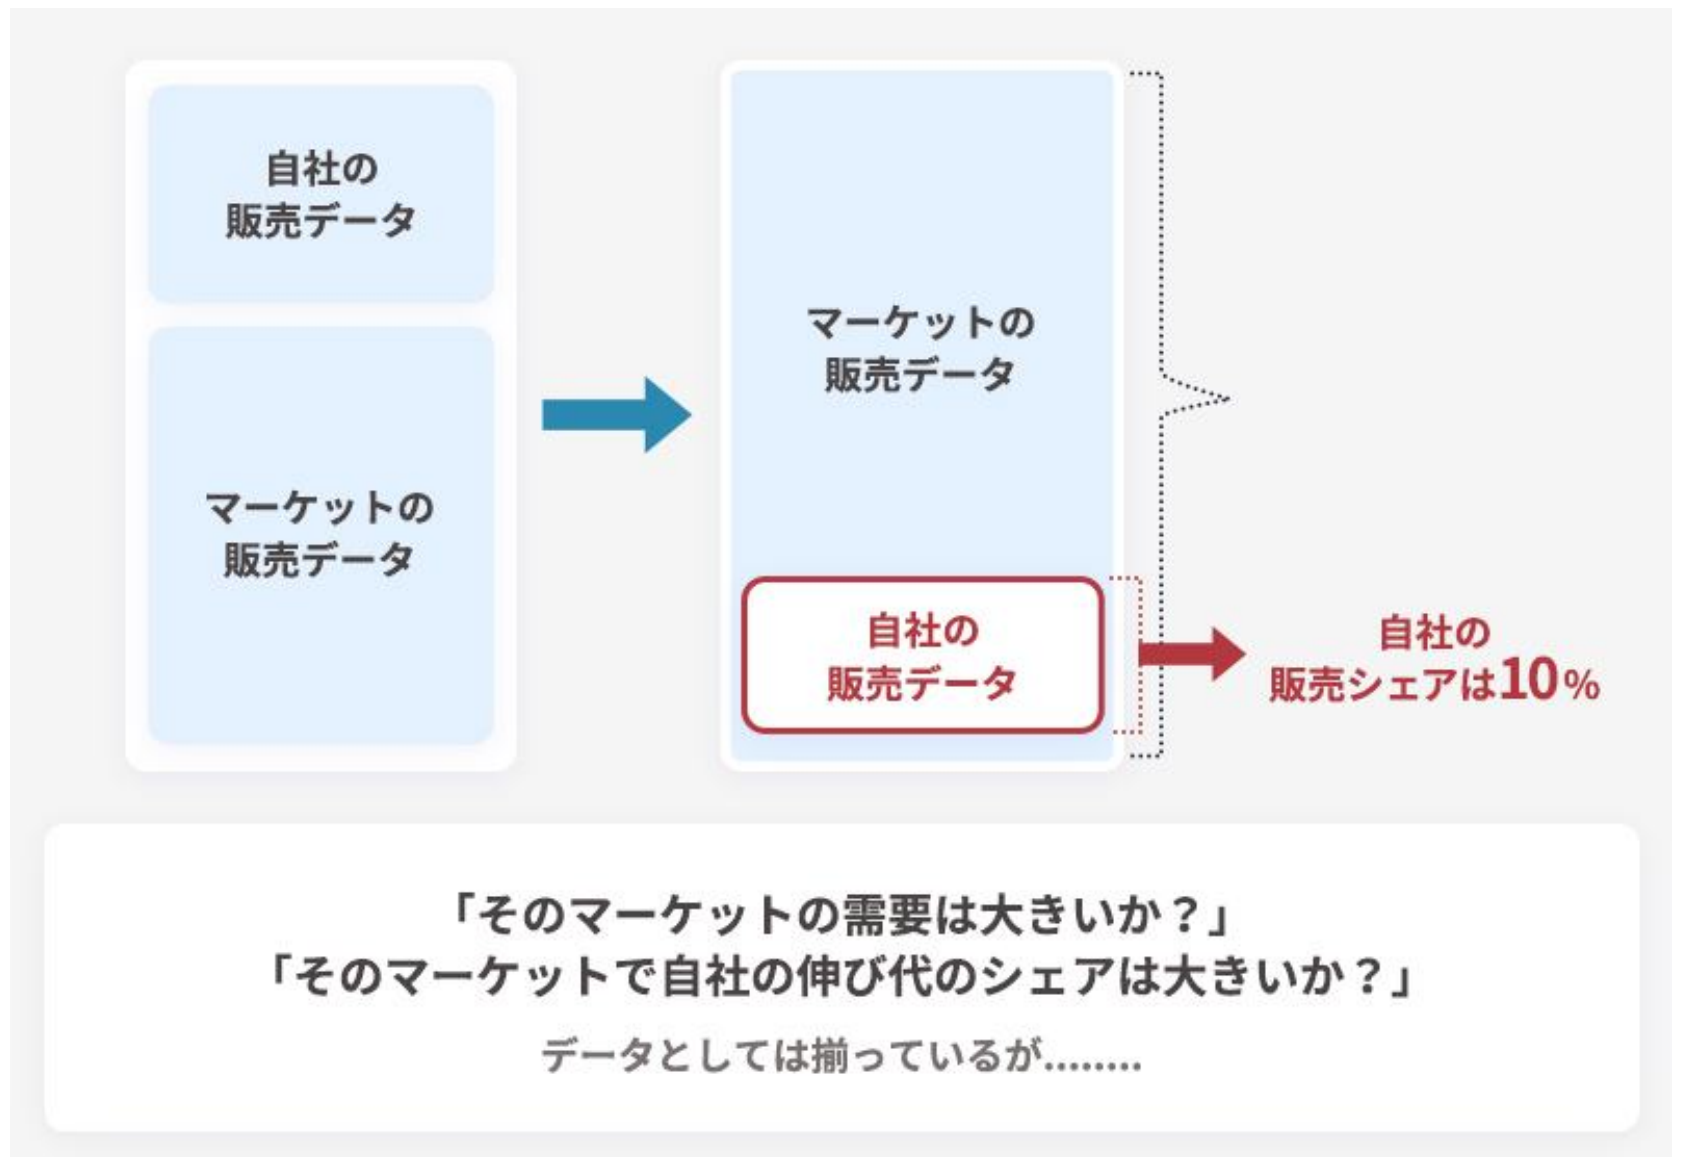 自社の
販売データ
マーケットの
販売データ
マーケットの
販売データ
自社の
販売データ
自社の
販売シェアは10%
「そのマーケットの需要は大きいか？」
「そのマーケットで自社の伸び代のシェアは大きいか？」
データとしては揃っているが........